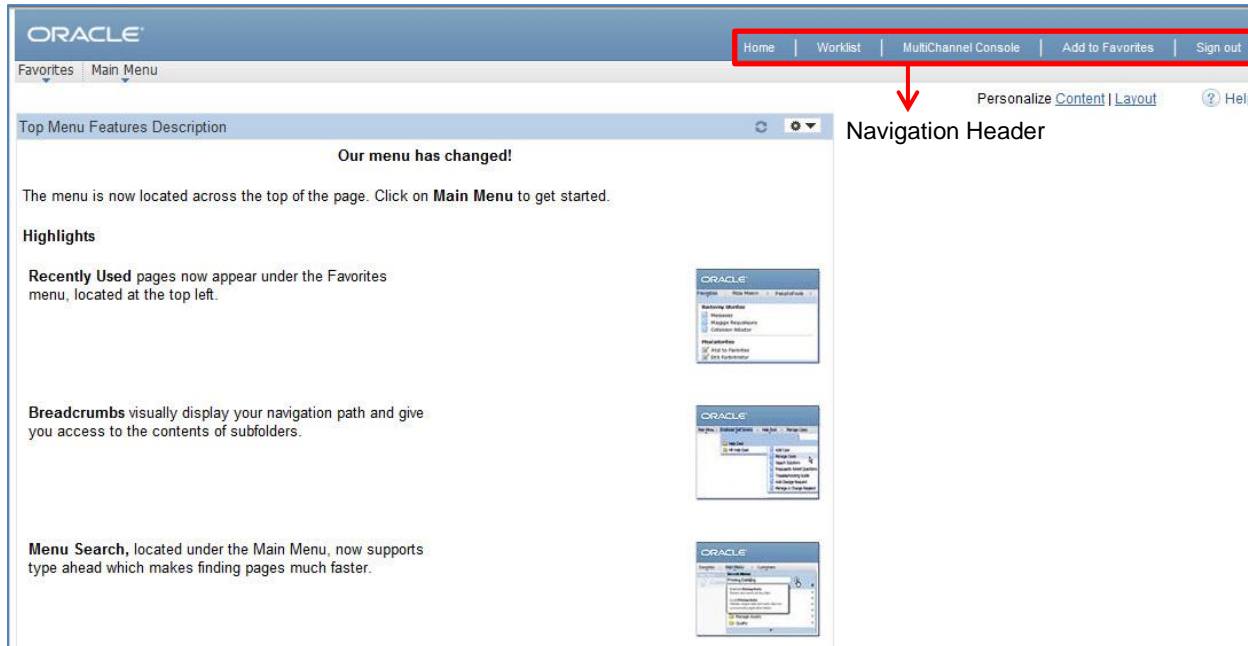 ORACLE
Home | Worklist | MultiChannel Console | Add to Favorites | Sign out
Favorites Main Menu
Personalize Content | Layout ? Help
Navigation Header
Top Menu Features Description
Our menu has changed!
The menu is now located across the top of the page. Click on Main Menu to get started.
Highlights
Recently Used pages now appear under the Favorites
menu, located at the top left.
ORACLE
Breadcrumbs visually display your navigation path and give
you access to the contents of subfolders.
ORACLE
Menu Search, located under the Main Menu, now supports
type ahead which makes finding pages much faster.
ORACLE